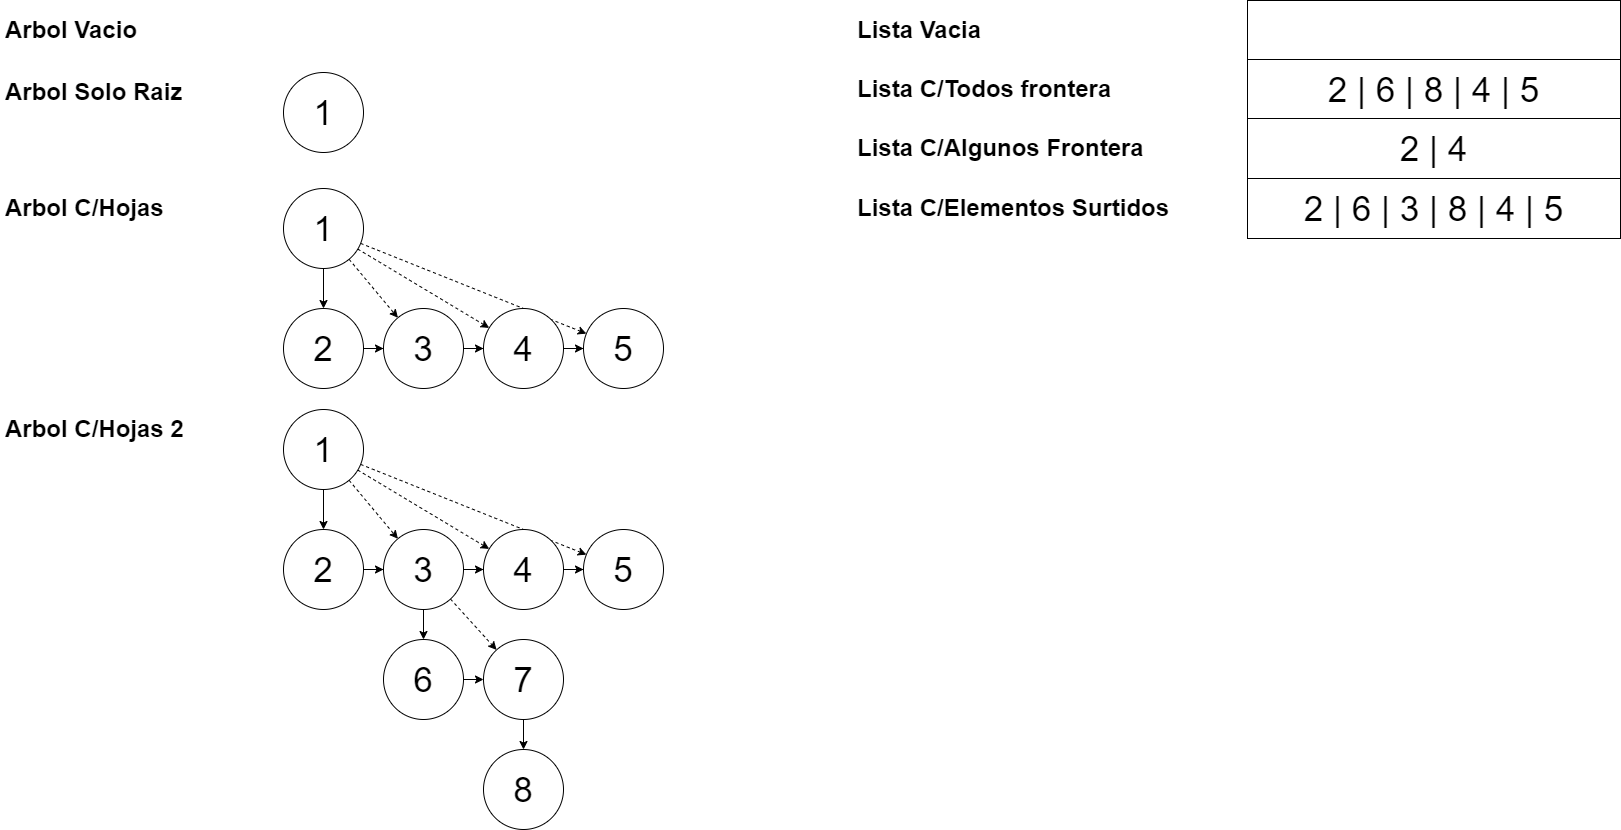 Arbol Vacio
Arbol Solo Raiz
1
Arbol C/Hojas
1
2 3 4 5
Arbol C/Hojas 2
1
2 3 4 5
6 7
8
Lista Vacia
Lista C/Todos frontera
2 | 6 | 8 | 4 | 5
Lista C/Algunos Frontera
2 | 4
Lista C/Elementos Surtidos
2 | 6 | 3 | 8 | 4 | 5